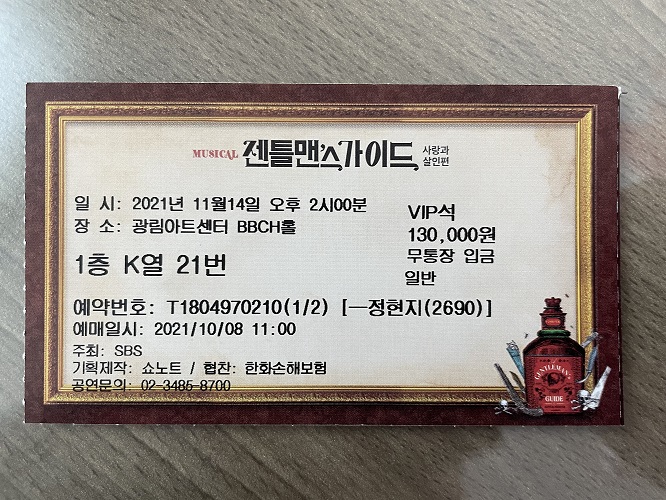 MUSICAL 젠틀맨's 가이드 사랑과 살인편
일 시: 2021년 11월14일 오후 2시00분
장 소: 광림아트센터 BBCH홀
1층 K열 21번
VIP석
130,000원
무통장 입금
일반
예약번호: T1804970210(1/2) [—정현지(2690)]
예매일시: 2021/10/08 11:00
주최: SBS
기획제작: 쇼노트 / 협찬: 한화손해보험
공연문의: 02-3485-8700
GENTLEMAN'S
GUIDE